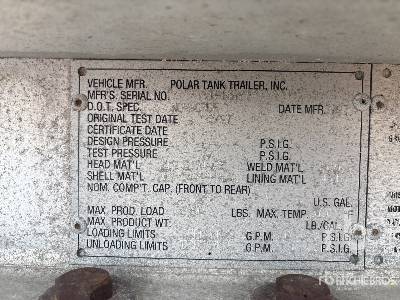 VEHICLE MFR. POLAR TANK TRAILER, INC.
MFR'S. SERIAL NO
D.O.T. SPEC. DATE MFR.
ORIGINAL TEST DATE
CERTIFICATE DATE
DESIGN PRESSURE P.S.I.G.
TEST PRESSURE P.S.I.G.
HEAD MAT'L WELD MAT'L
SHELL MAT'L LINING MAT'L
NOM. COMP'T. CAP. (FRONT TO REAR)
U.S. GAL.
MAX. PROD. LOAD LBS. MAX. TEMP. F
MAX. PRODUCT WT. LB./GAL.
LOADING LIMITS G.P.M. P.S.I.G.
UNLOADING LIMITS G.P.M. P.S.I.G.